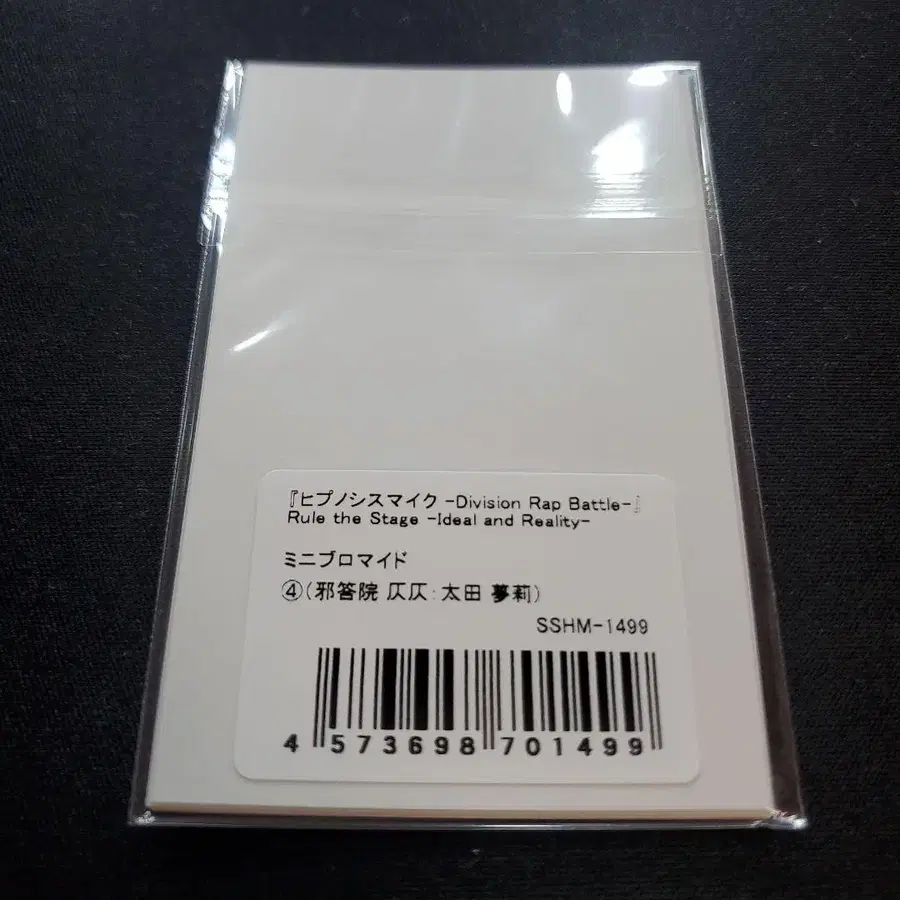 『ヒプノシスマイク -Division Rap Battle-』
Rule the Stage -Ideal and Reality-
ミニブロマイド
④(邪答院 仄仄:太田 夢莉)
SSHM-1499
4 573698 701499